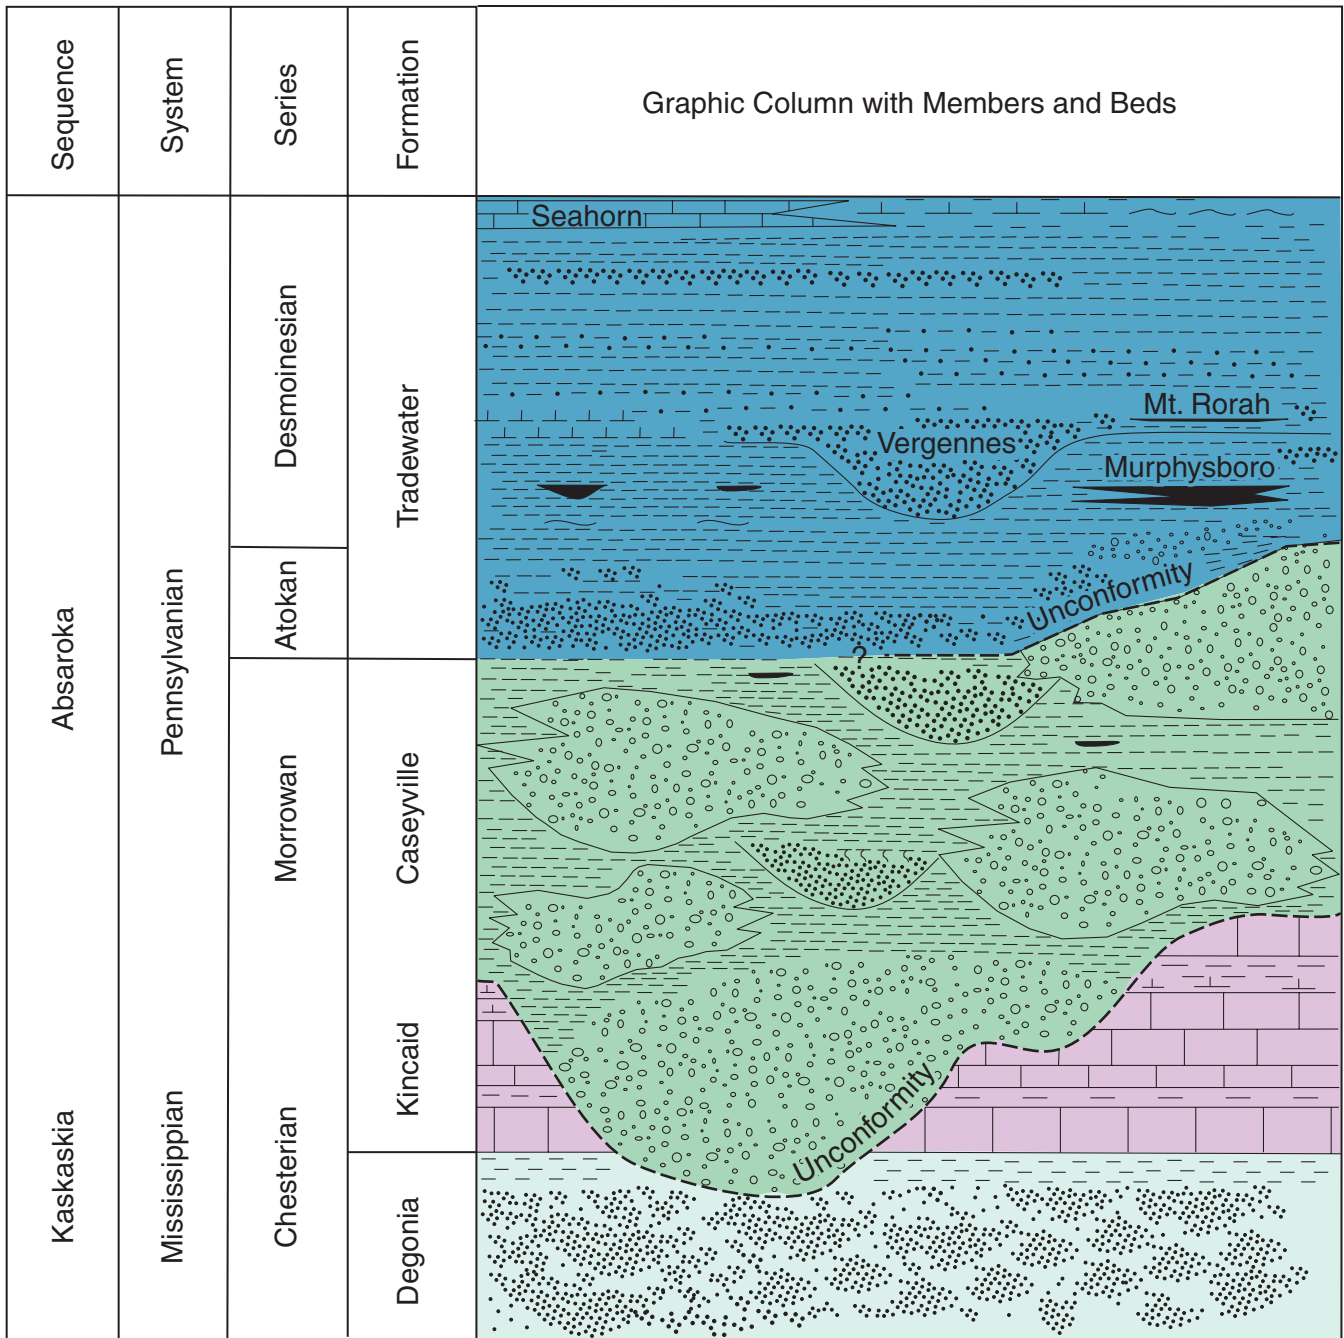 Sequence
System
Series
Formation
Graphic Column with Members and Beds
Absaroka
Kaskaskia
Pennsylvanian
Mississippian
Desmoinesian
Atokan
Morrowan
Chesterian
Tradewater
Caseyville
Kincaid
Degonia
Seahorn
Mt. Rorah
Vergennes
Murphysboro
Unconformity
?
Unconformity